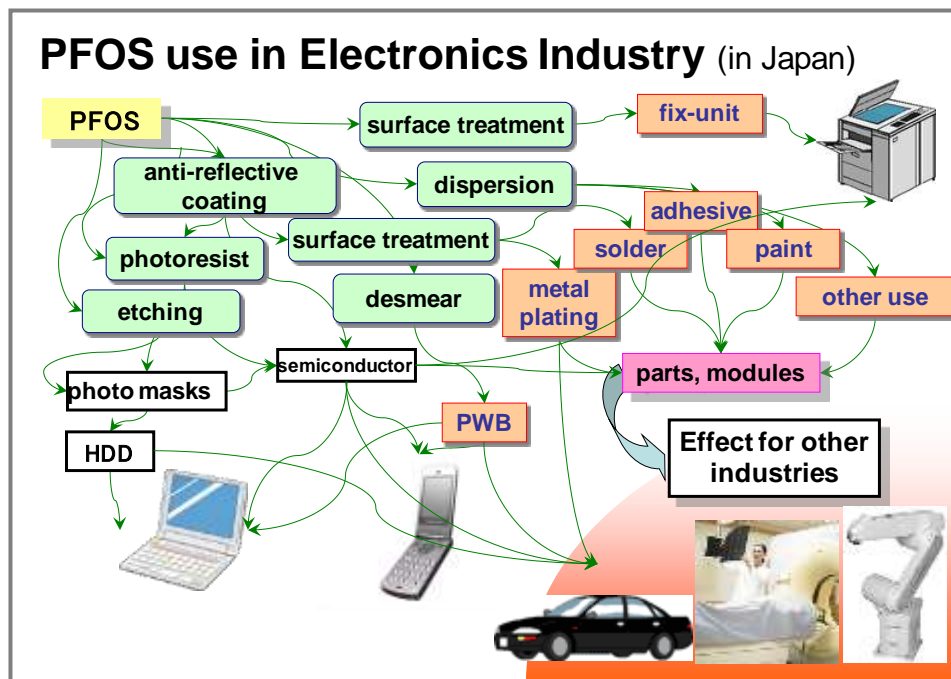 PFOS use in Electronics Industry (in Japan)
PFOS
surface treatment
fix-unit
anti-reflective
coating
dispersion
adhesive
surface treatment
solder
paint
photoresist
desmear
metal
plating
other use
etching
semiconductor
parts, modules
photo masks
PWB
HDD
Effect for other
industries